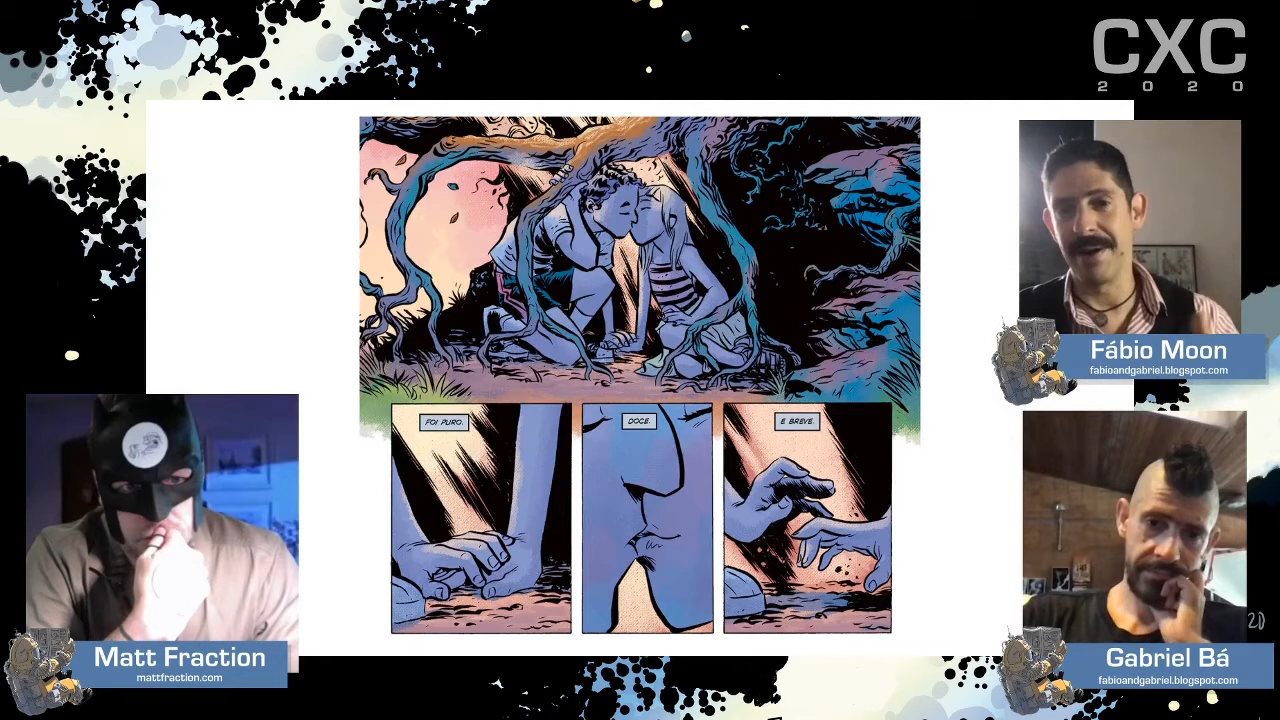 CXC
2020
FOI PURO.
DOCE.
E BREVE.
Fábio Moon
fabioandgabriel.blogspot.com
Matt Fraction
mattfraction.com
Gabriel Bá
fabioandgabriel.blogspot.com
2D